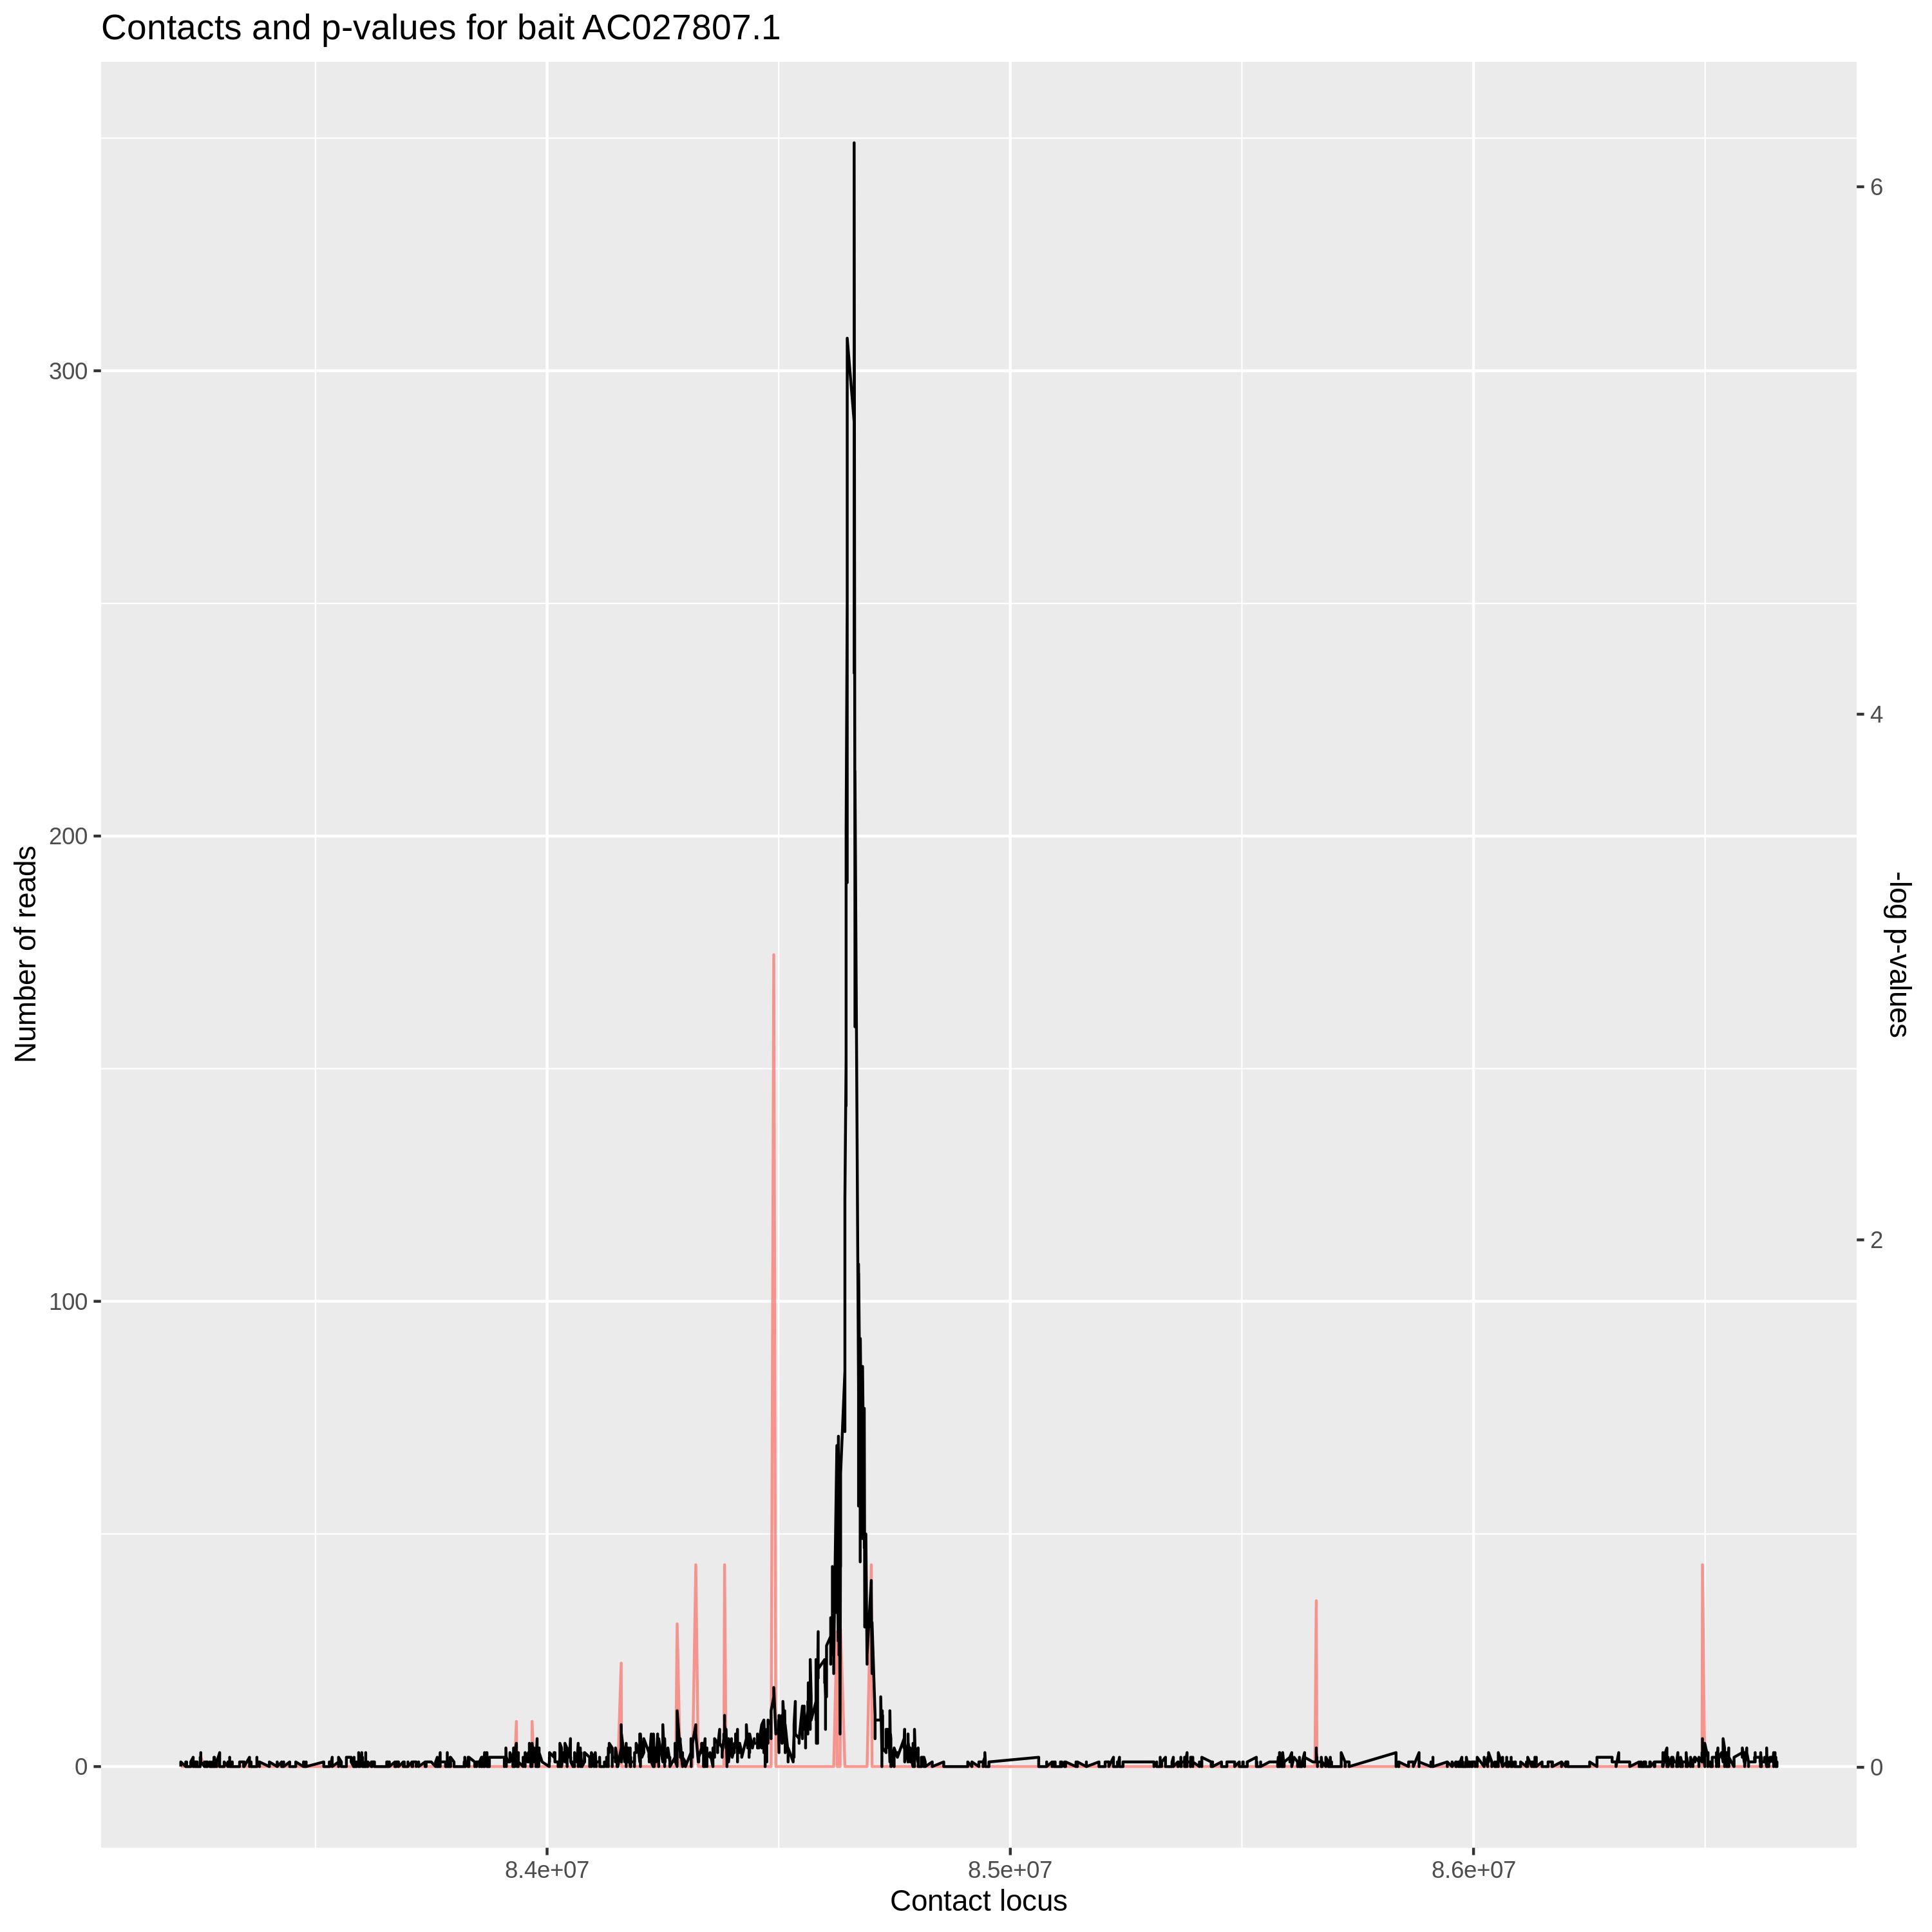 Contacts and p-values for bait AC027807.1
300
200
100
0
Number of reads
6
4
2
0
-log p-values
8.4e+07
8.5e+07
8.6e+07
Contact locus